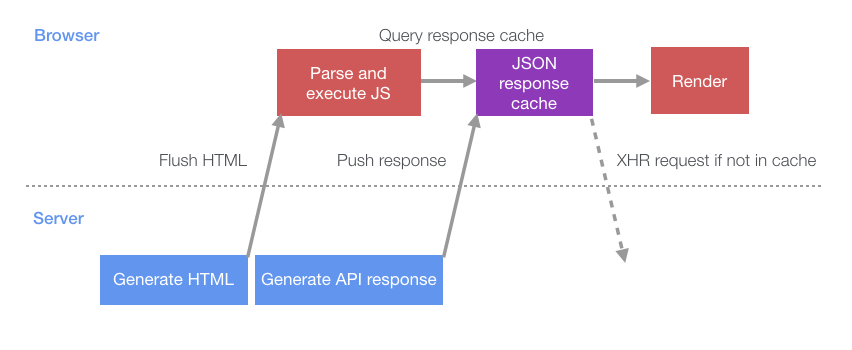 Browser
Query response cache
Parse and
execute JS
JSON
response
cache
Render
Flush HTML
Push response
XHR request if not in cache
Server
Generate HTML
Generate API response